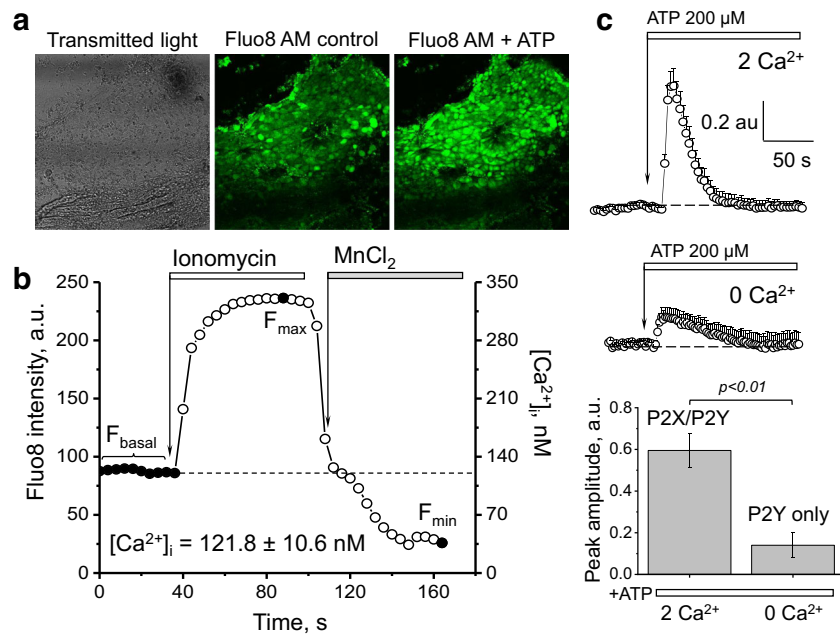 a
Transmitted light
Fluo8 AM control
Fluo8 AM + ATP
b
Ionomycin
MnCl₂
Fluo8 intensity, a.u.
250
200
150
100
50
0
F_max
F_basal
F_min
[Ca²⁺]ᵢ = 121.8 ± 10.6 nM
350
280
210
140
70
0
[Ca²⁺]ᵢ, nM
0 40 80 120 160
Time, s
c
ATP 200 µM
2 Ca²⁺
0.2 au
50 s
ATP 200 µM
0 Ca²⁺
p<0.01
Peak amplitude, a.u.
0.8
0.6
0.4
0.2
0.0
P2X/P2Y
P2Y only
+ATP
2 Ca²⁺ 0 Ca²⁺